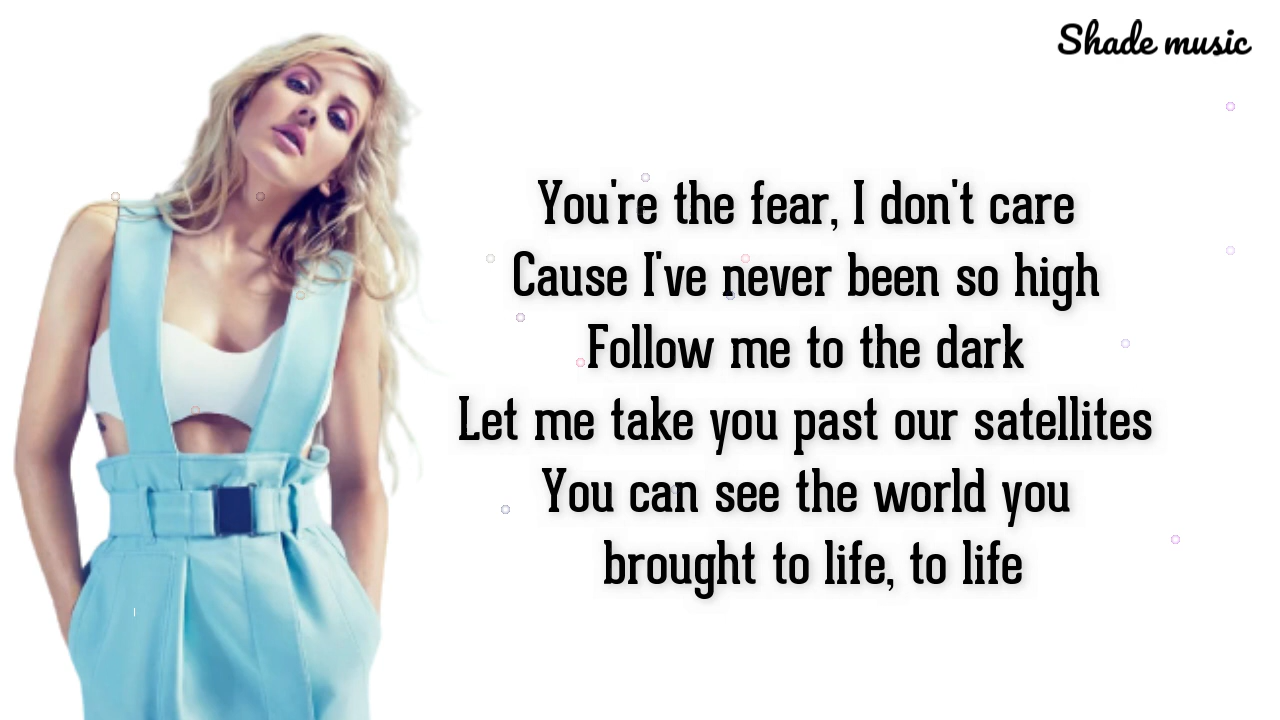 Shade music
You're the fear, I don't care
Cause I've never been so high
Follow me to the dark
Let me take you past our satellites
You can see the world you
brought to life, to life